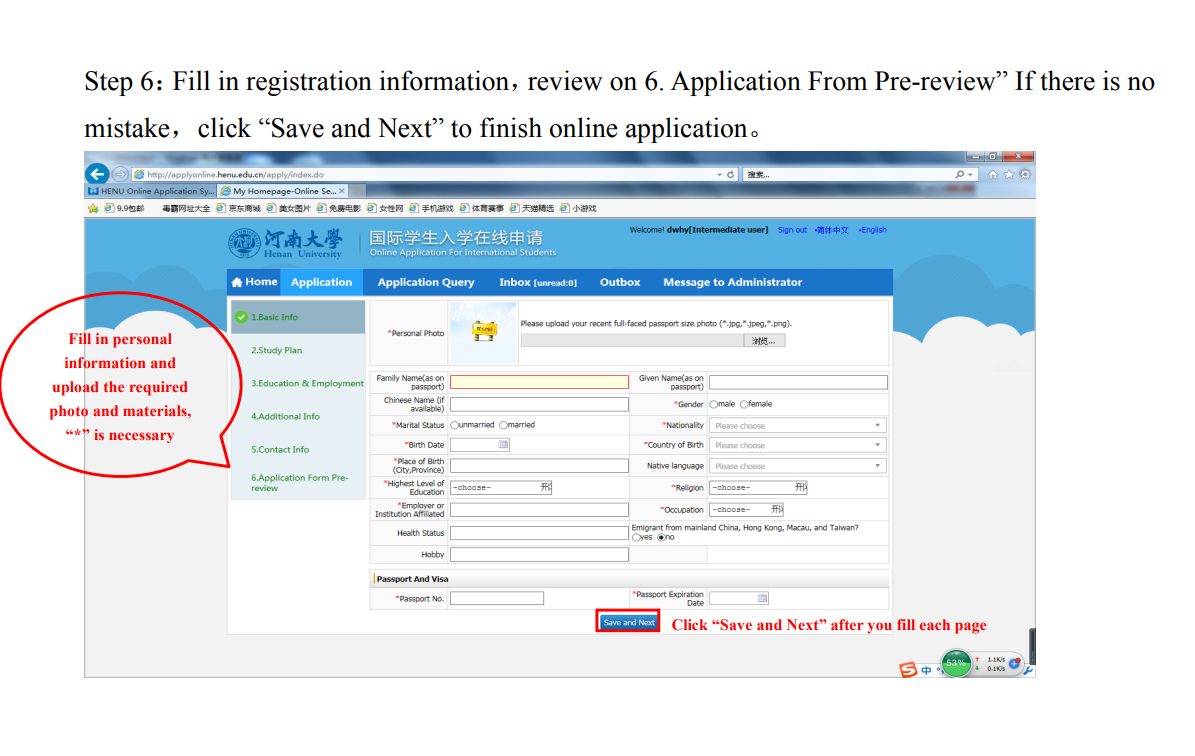 Step 6：Fill in registration information，review on 6. Application From Pre-review” If there is no
mistake，click “Save and Next” to finish online application。
http://applyonline.henu.edu.cn/apply/index.do
搜索...
HENU Online Application Sy...
My Homepage-Online Se...
9.9包邮 毒霸网址大全 京东商城 美女图片 免费电影 女性网 手机游戏 体育赛事 天猫精选 小游戏
河南大學
Henan University
国际学生入学在线申请
Online Application For International Students
Welcome! dwhy[Intermediate user] Sign out •简体中文 •English
Home Application Application Query Inbox [unread:0] Outbox Message to Administrator
Fill in personal
information and
upload the required
photo and materials,
“*” is necessary
1.Basic Info
2.Study Plan
3.Education & Employment
4.Additional Info
5.Contact Info
6.Application Form Pre-
review
*Personal Photo
Please upload your recent full-faced passport size photo (*.jpg,*.jpeg,*.png).
浏览...
Family Name(as on
passport)
Given Name(as on
passport)
Chinese Name (if
available)
*Gender male female
*Marital Status unmarried married
*Nationality Please choose
*Birth Date
*Country of Birth Please choose
*Place of Birth
(City,Province)
Native language Please choose
*Highest Level of
Education
-choose-
*Religion -choose-
*Employer or
Institution Affiliated
*Occupation -choose-
Health Status
Emigrant from mainland China, Hong Kong, Macau, and Taiwan?
yes no
Hobby
Passport And Visa
*Passport No.
*Passport Expiration
Date
Save and Next
Click “Save and Next” after you fill each page
中
53%
1.1K/s
0.1K/s